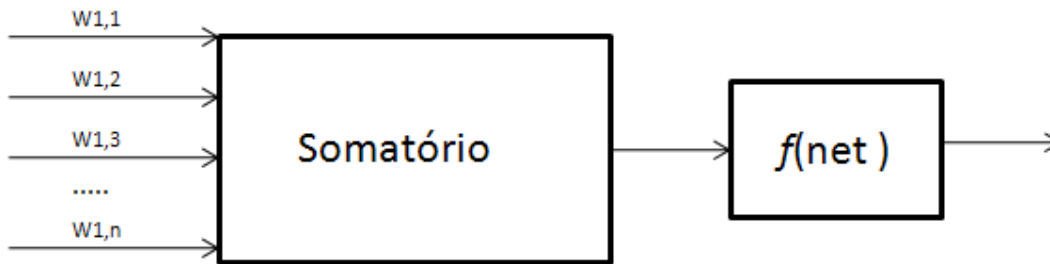 W1,1
W1,2
W1,3
.....
W1,n
Somatório
f(net )